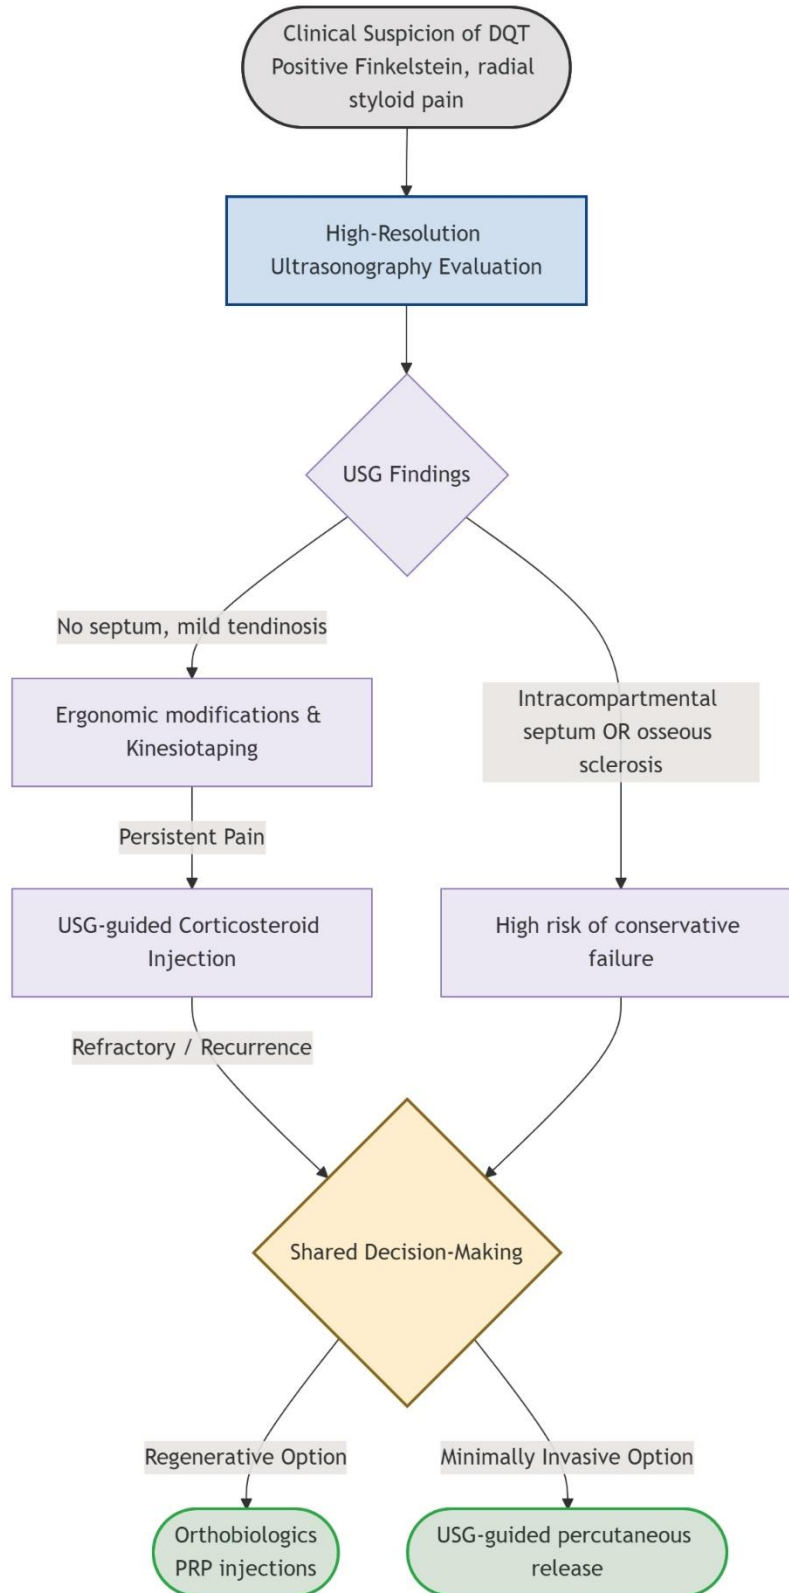 Clinical Suspicion of DQT
Positive Finkelstein, radial
styloid pain
High-Resolution
Ultrasonography Evaluation
USG Findings
No septum, mild tendinosis
Intracompartmental
septum OR osseous
sclerosis
Ergonomic modifications &
Kinesiotaping
Persistent Pain
USG-guided Corticosteroid
Injection
High risk of conservative
failure
Refractory / Recurrence
Shared Decision-Making
Regenerative Option
Minimally Invasive Option
Orthobiologics
PRP injections
USG-guided percutaneous
release